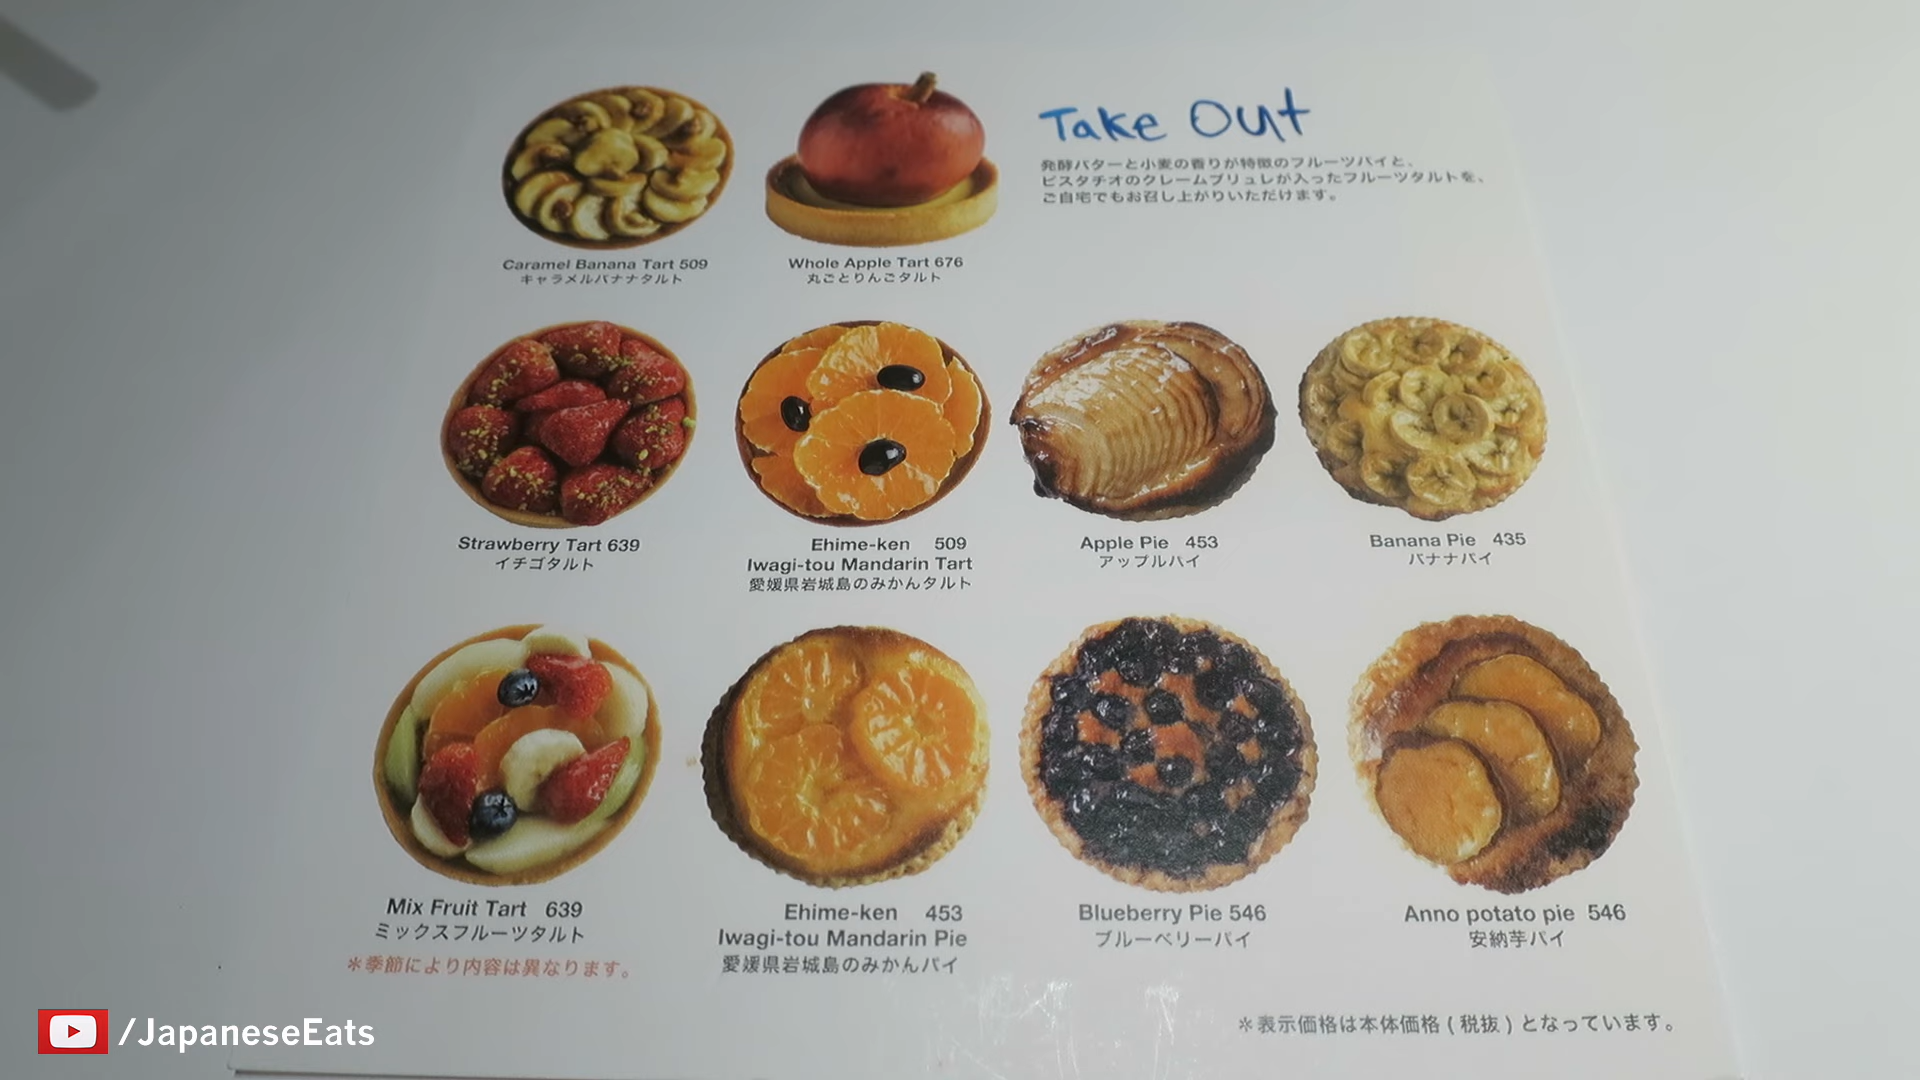 Take Out
発酵バターと小麦の香りが特徴のフルーツパイと、
ピスタチオのクレームブリュレが入ったフルーツタルトを、
ご自宅でもお召し上がりいただけます。
Caramel Banana Tart 509
キャラメルバナナタルト
Whole Apple Tart 676
丸ごとりんごタルト
Strawberry Tart 639
イチゴタルト
Ehime-ken 509
Iwagi-tou Mandarin Tart
愛媛県岩城島のみかんタルト
Apple Pie 453
アップルパイ
Banana Pie 435
バナナパイ
Mix Fruit Tart 639
ミックスフルーツタルト
＊季節により内容は異なります。
Ehime-ken 453
Iwagi-tou Mandarin Pie
愛媛県岩城島のみかんパイ
Blueberry Pie 546
ブルーベリーパイ
Anno potato pie 546
安納芋パイ
＊表示価格は本体価格(税抜)となっています。
/JapaneseEats